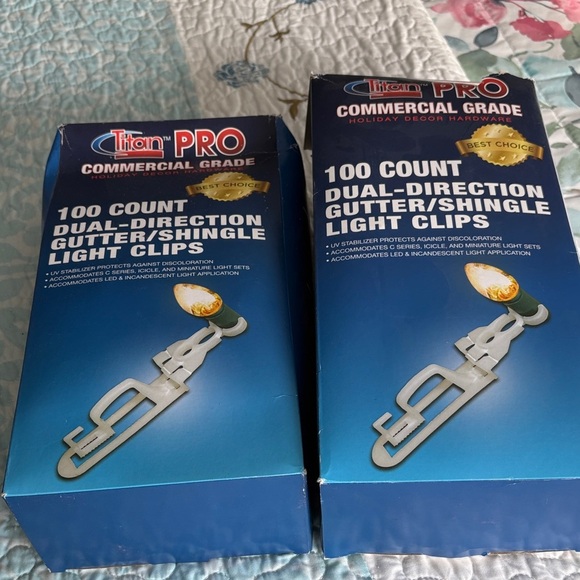 Titan™ PRO
COMMERCIAL GRADE
HOLIDAY DECOR HARDWARE
BEST CHOICE
100 COUNT
DUAL-DIRECTION
GUTTER/SHINGLE
LIGHT CLIPS
• UV STABILIZER PROTECTS AGAINST DISCOLORATION
• ACCOMMODATES C SERIES, ICICLE, AND MINIATURE LIGHT SETS
• ACCOMMODATES LED & INCANDESCENT LIGHT APPLICATION
Titan™ PRO
COMMERCIAL GRADE
HOLIDAY DECOR HARDWARE
BEST CHOICE
100 COUNT
DUAL-DIRECTION
GUTTER/SHINGLE
LIGHT CLIPS
• UV STABILIZER PROTECTS AGAINST DISCOLORATION
• ACCOMMODATES C SERIES, ICICLE, AND MINIATURE LIGHT SETS
• ACCOMMODATES LED & INCANDESCENT LIGHT APPLICATION